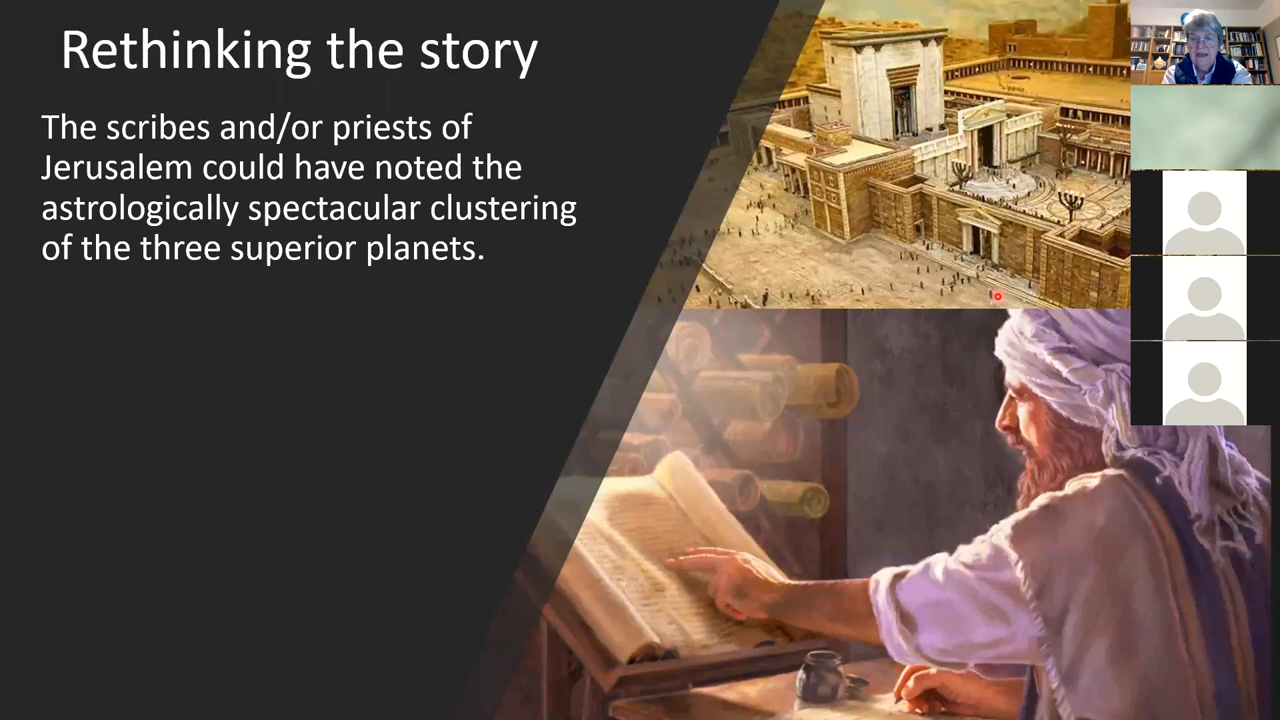 Rethinking the story
The scribes and/or priests of
Jerusalem could have noted the
astrologically spectacular clustering
of the three superior planets.